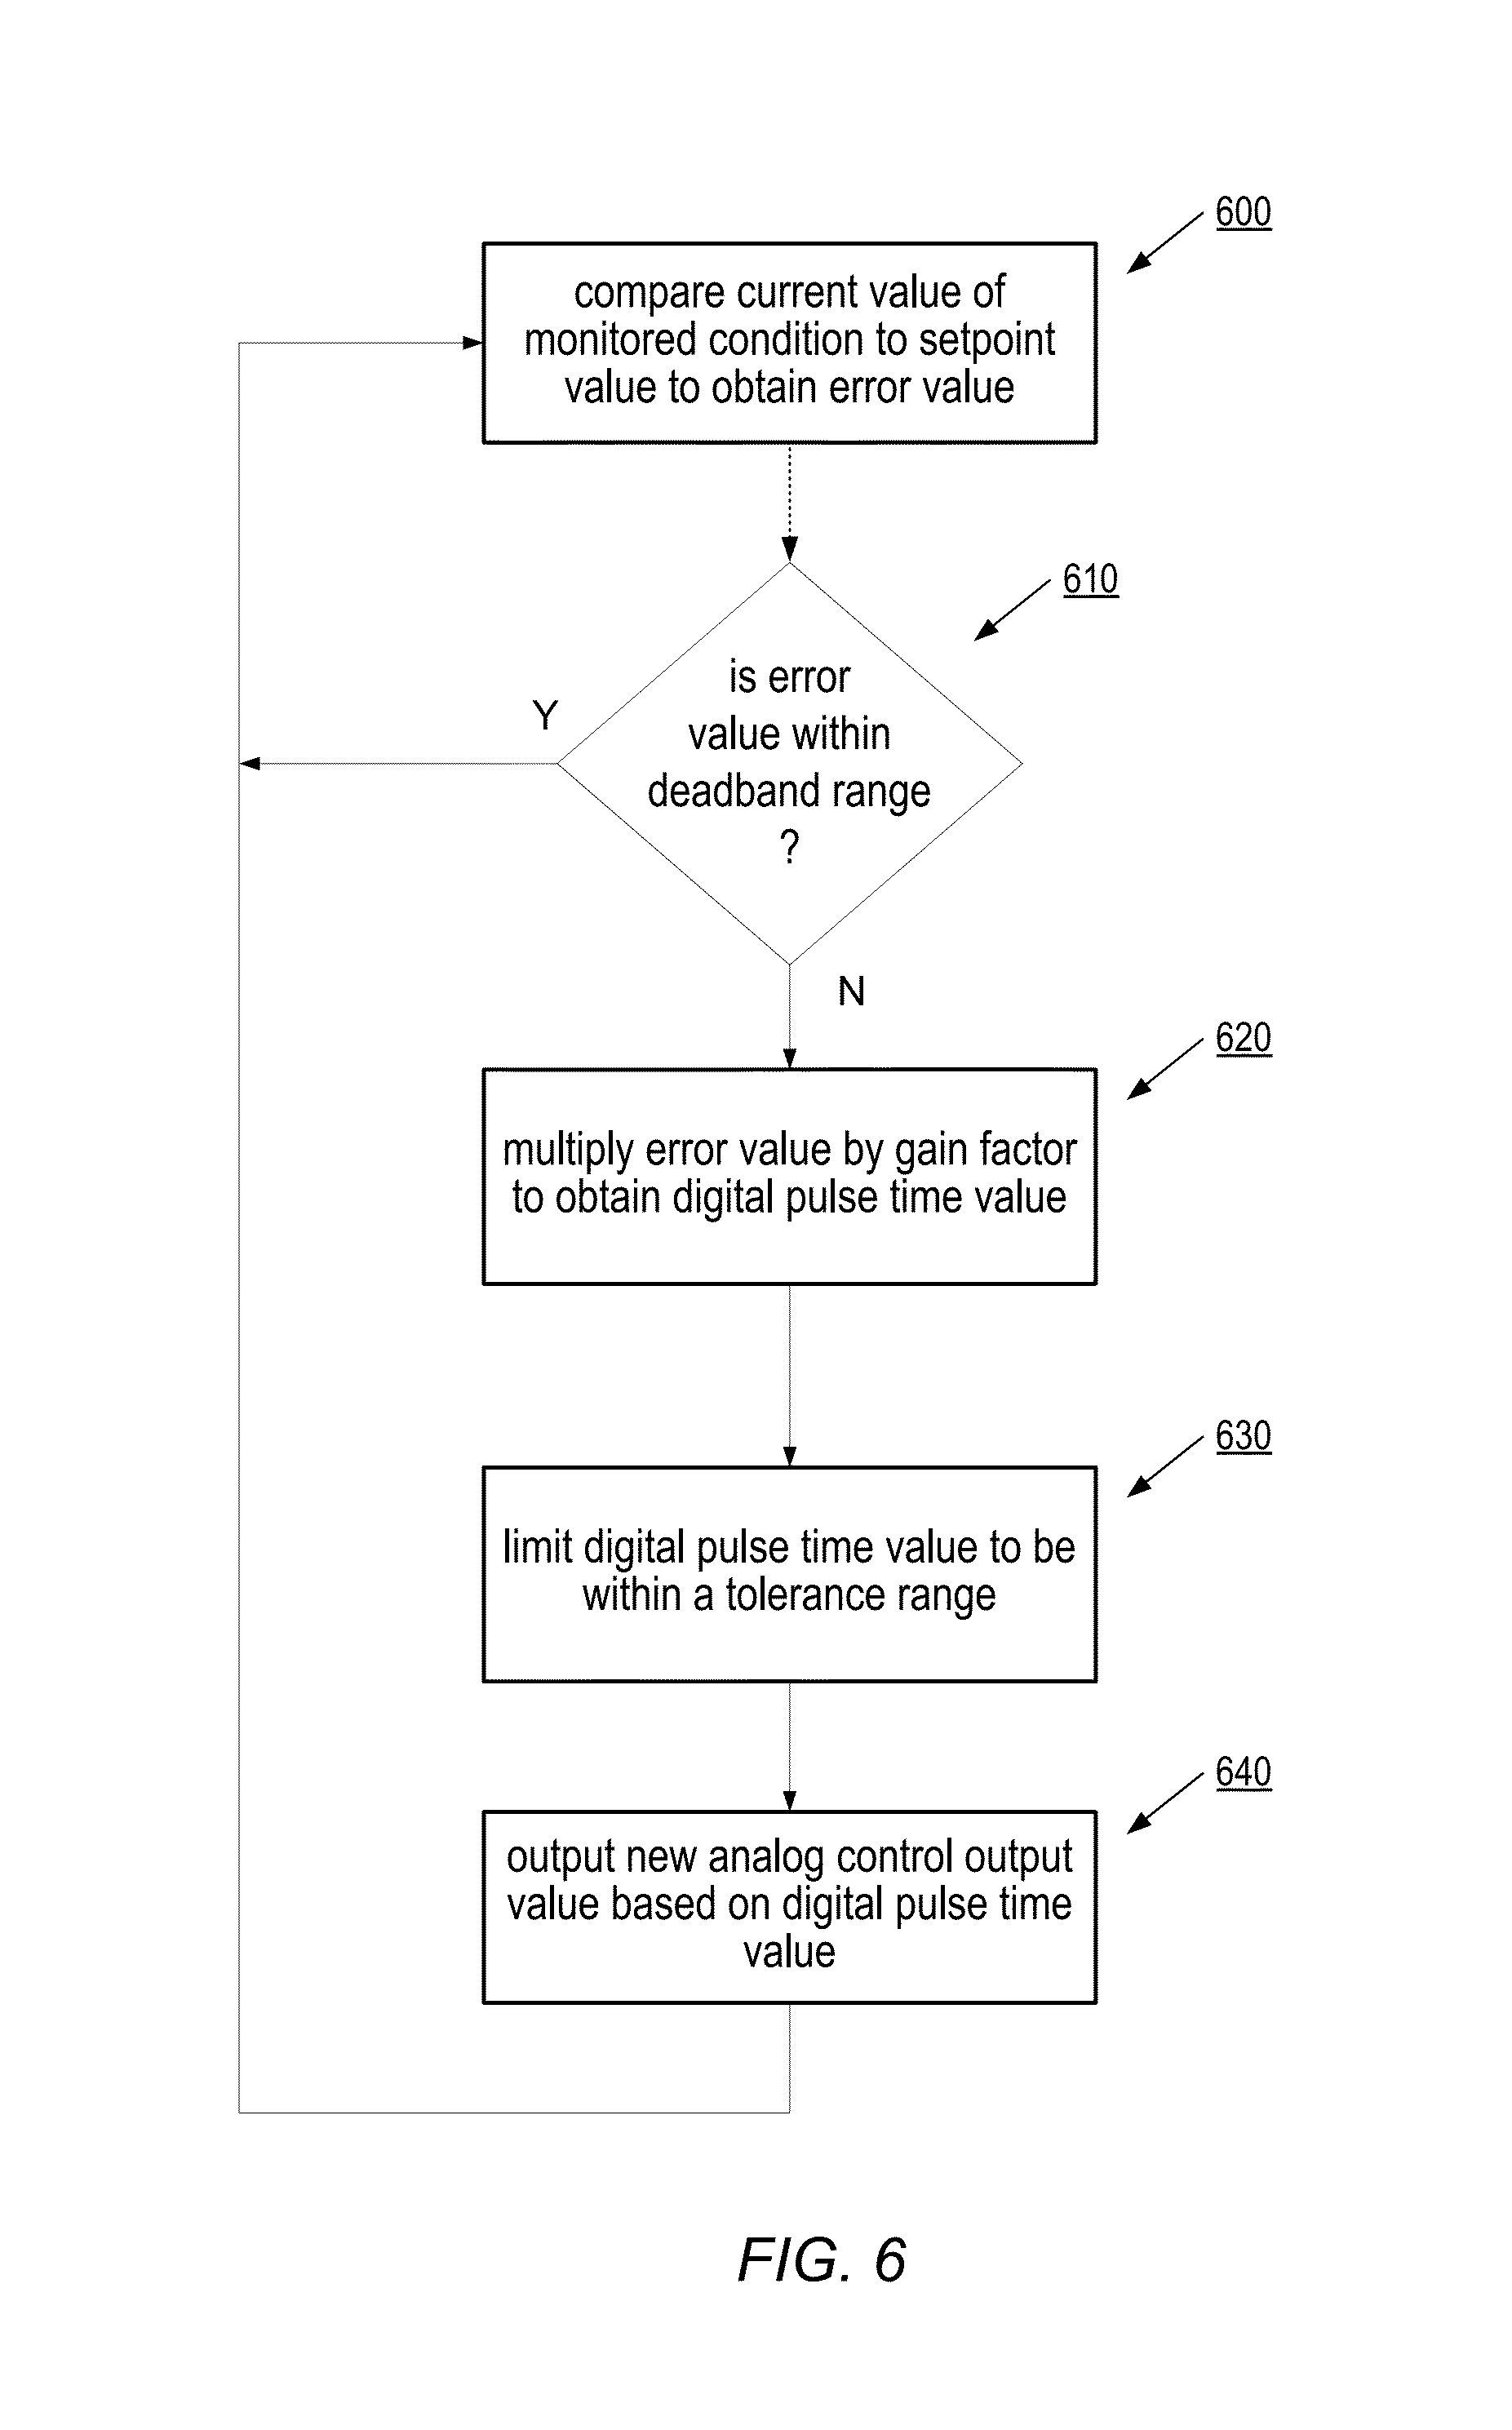 600
compare current value of
monitored condition to setpoint
value to obtain error value
610
is error
value within
deadband range
?
Y
N
620
multiply error value by gain factor
to obtain digital pulse time value
630
limit digital pulse time value to be
within a tolerance range
640
output new analog control output
value based on digital pulse time
value
FIG. 6